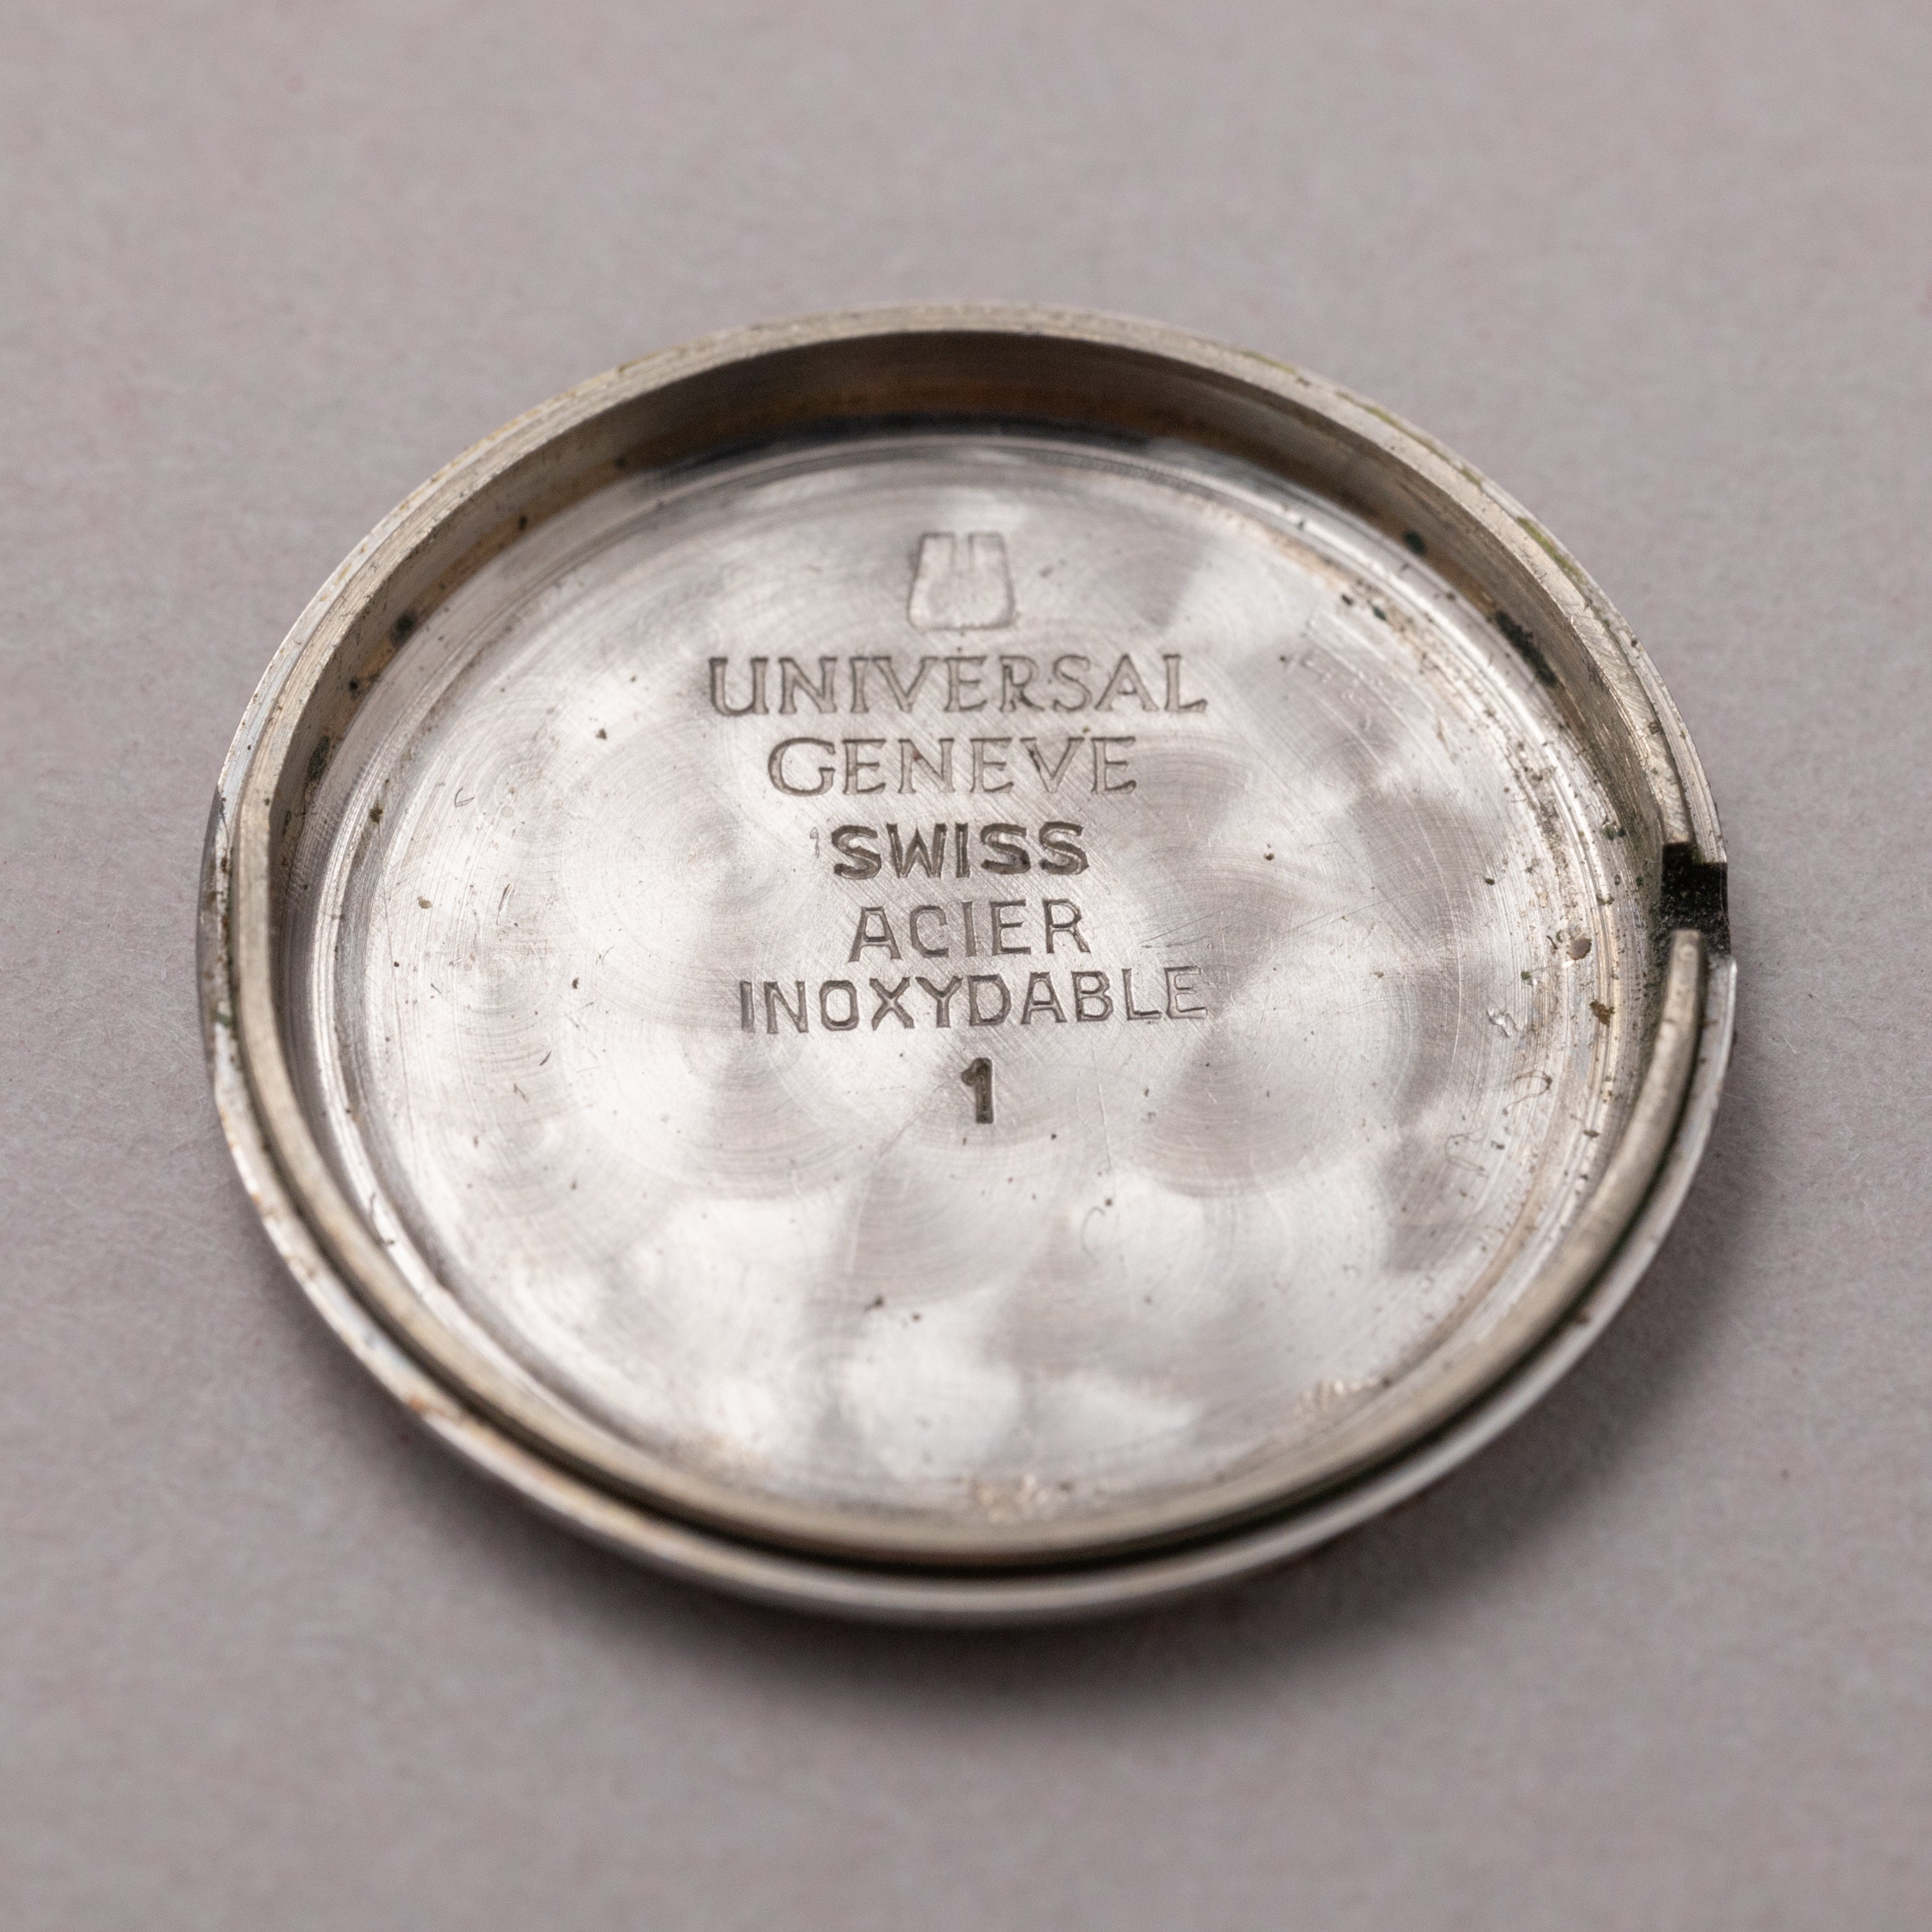 UNIVERSAL
GENEVE
SWISS
ACIER
INOXYDABLE
1